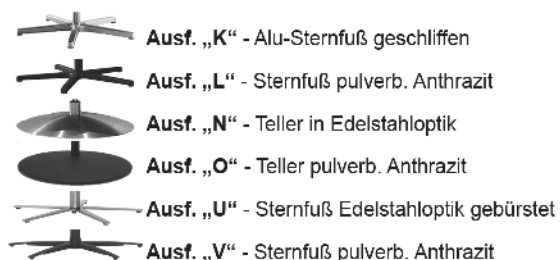 Ausf. „K“ - Alu-Sternfuß geschliffen
Ausf. „L“ - Sternfuß pulverb. Anthrazit
Ausf. „N“ - Teller in Edelstahloptik
Ausf. „O“ - Teller pulverb. Anthrazit
Ausf. „U“ - Sternfuß Edelstahloptik gebürstet
Ausf. „V“ - Sternfuß pulverb. Anthrazit